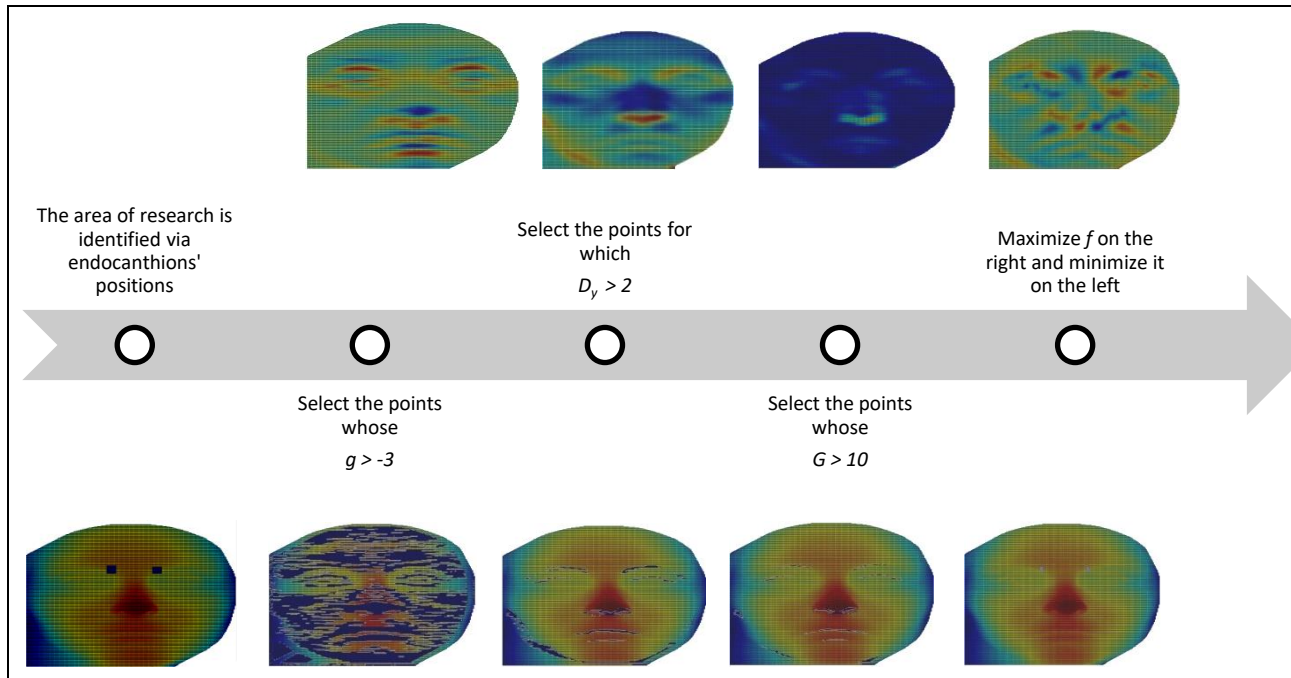 The area of research is
identified via
endocanthions'
positions
Select the points
whose
g > -3
Select the points for
which
Dy > 2
Select the points
whose
G > 10
Maximize f on the
right and minimize it
on the left